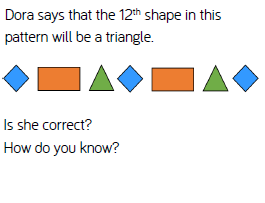 Dora says that the 12th shape in this
pattern will be a triangle.
Is she correct?
How do you know?